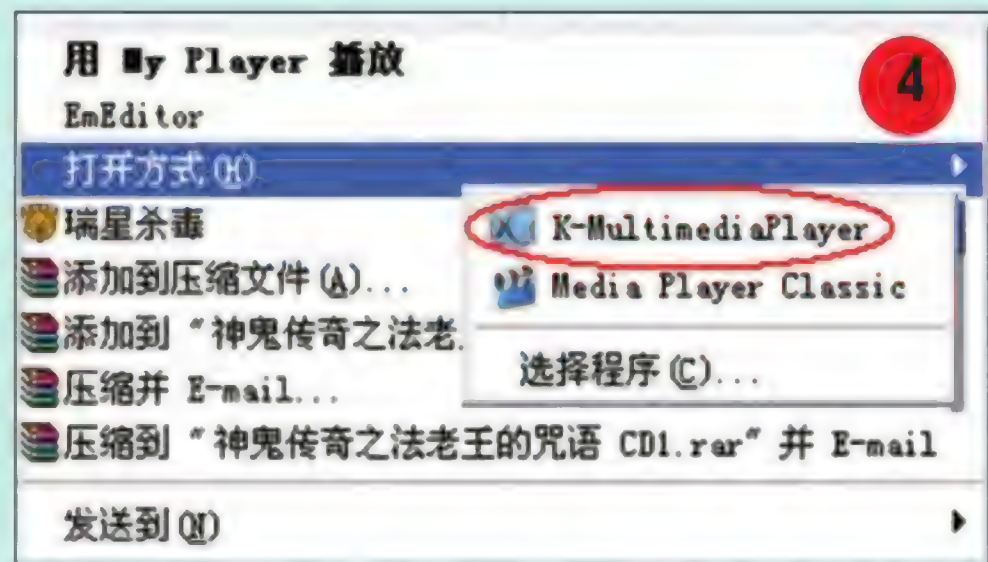 用 My Player 播放
4
EmEditor
打开方式(H)
瑞星杀毒
K-MultimediaPlayer
添加到压缩文件(A)...
Media Player Classic
添加到 "神鬼传奇之法老
选择程序(C)...
压缩并 E-mail...
压缩到 "神鬼传奇之法老王的咒语 CD1.rar" 并 E-mail
发送到(N)